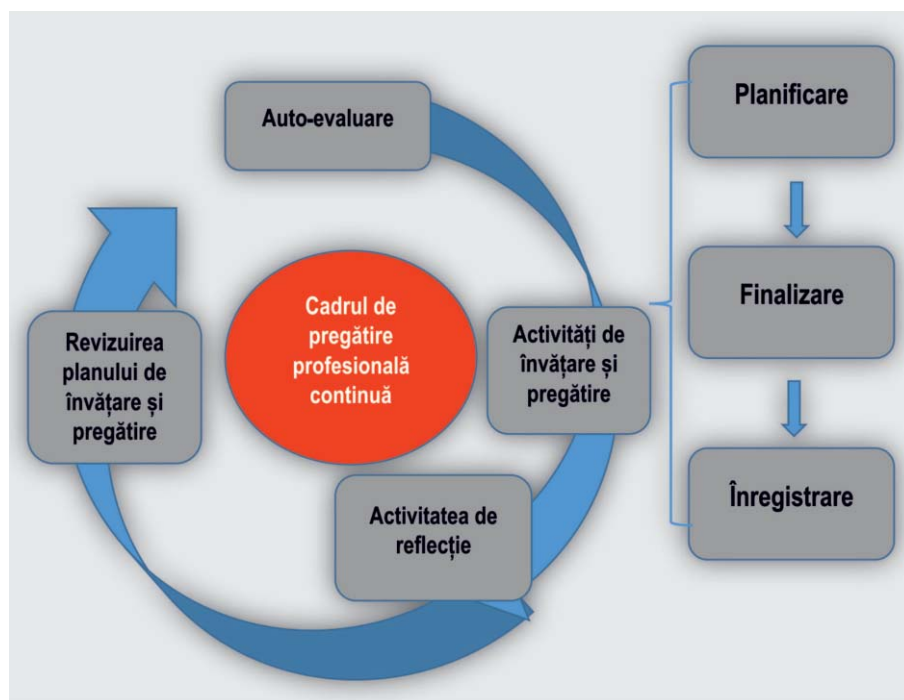 Auto-evaluare
Cadrul de
pregătire
profesională
continuă
Activități de
învățare și
pregătire
Activitatea de
reflecție
Revizuirea
planului de
învățare și
pregătire
Planificare
Finalizare
Înregistrare